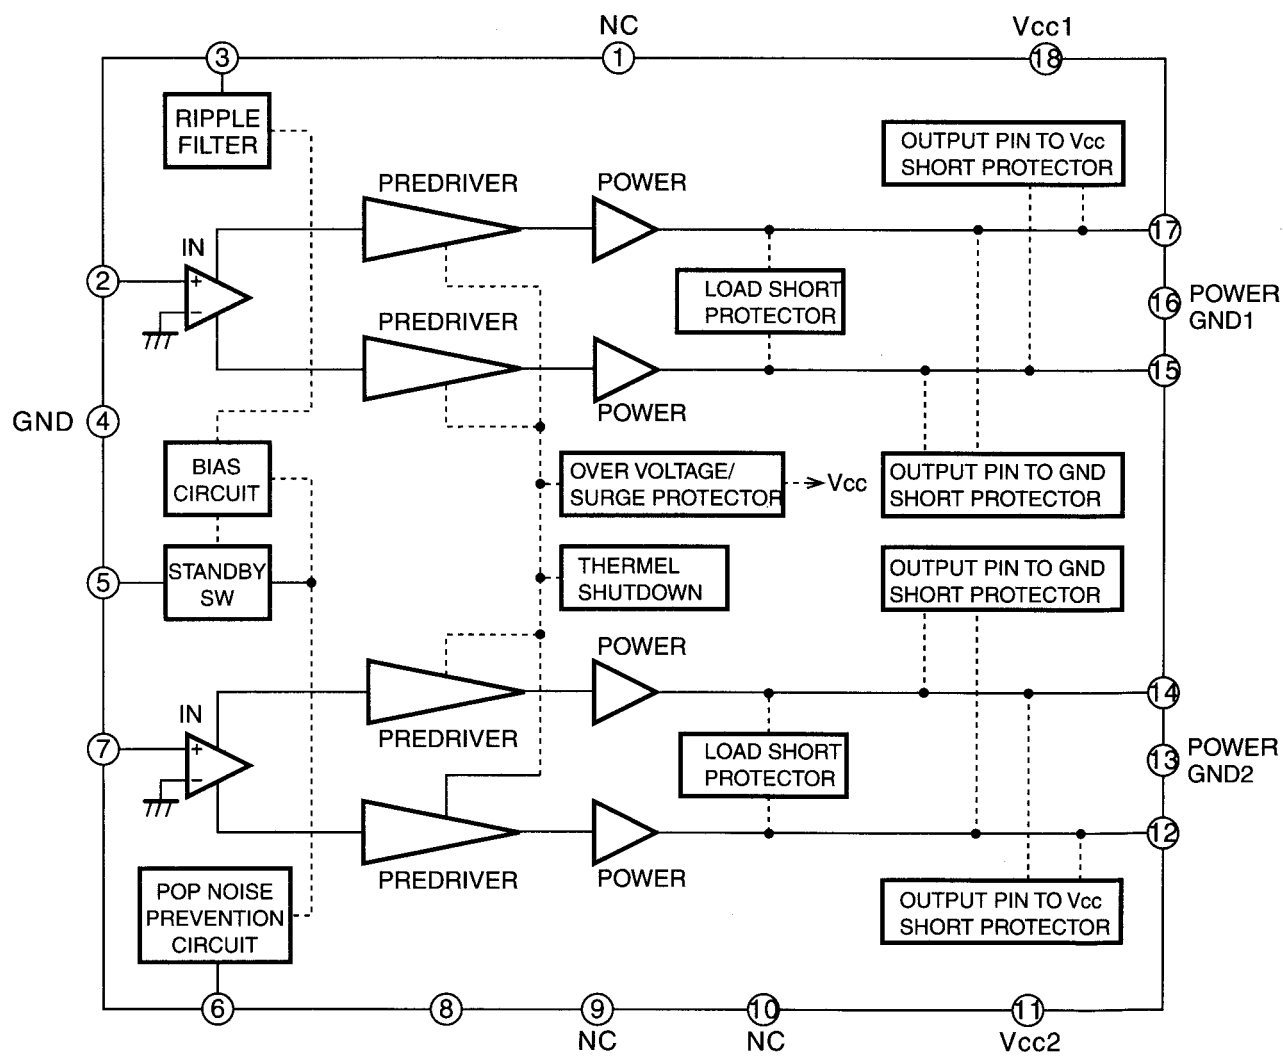 NC
Vcc1
3
1
18
RIPPLE
FILTER
OUTPUT PIN TO Vcc
SHORT PROTECTOR
PREDRIVER
POWER
17
IN
2
+
−
LOAD SHORT
PROTECTOR
16
POWER
GND1
PREDRIVER
15
POWER
GND
4
BIAS
CIRCUIT
OVER VOLTAGE/
SURGE PROTECTOR
Vcc
OUTPUT PIN TO GND
SHORT PROTECTOR
5
STANDBY
SW
THERMEL
SHUTDOWN
OUTPUT PIN TO GND
SHORT PROTECTOR
POWER
14
IN
7
+
−
PREDRIVER
LOAD SHORT
PROTECTOR
13
POWER
GND2
12
PREDRIVER
POWER
POP NOISE
PREVENTION
CIRCUIT
OUTPUT PIN TO Vcc
SHORT PROTECTOR
6
8
9
10
11
NC
NC
Vcc2